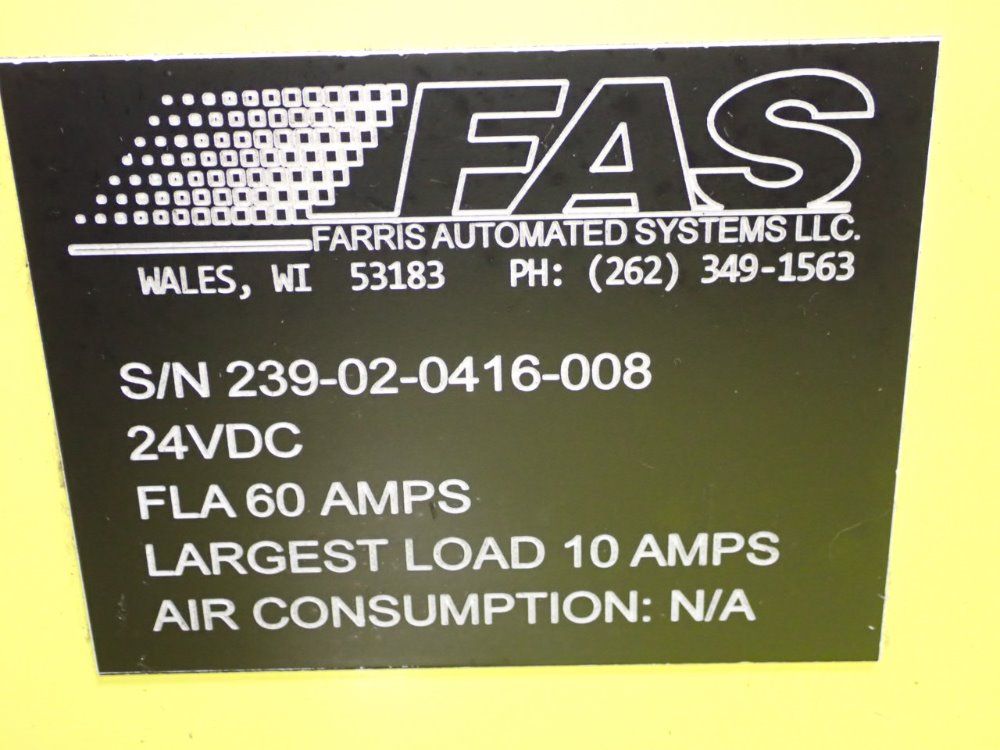 FAS
FARRIS AUTOMATED SYSTEMS LLC.
WALES, WI 53183 PH: (262) 349-1563
S/N 239-02-0416-008
24VDC
FLA 60 AMPS
LARGEST LOAD 10 AMPS
AIR CONSUMPTION: N/A